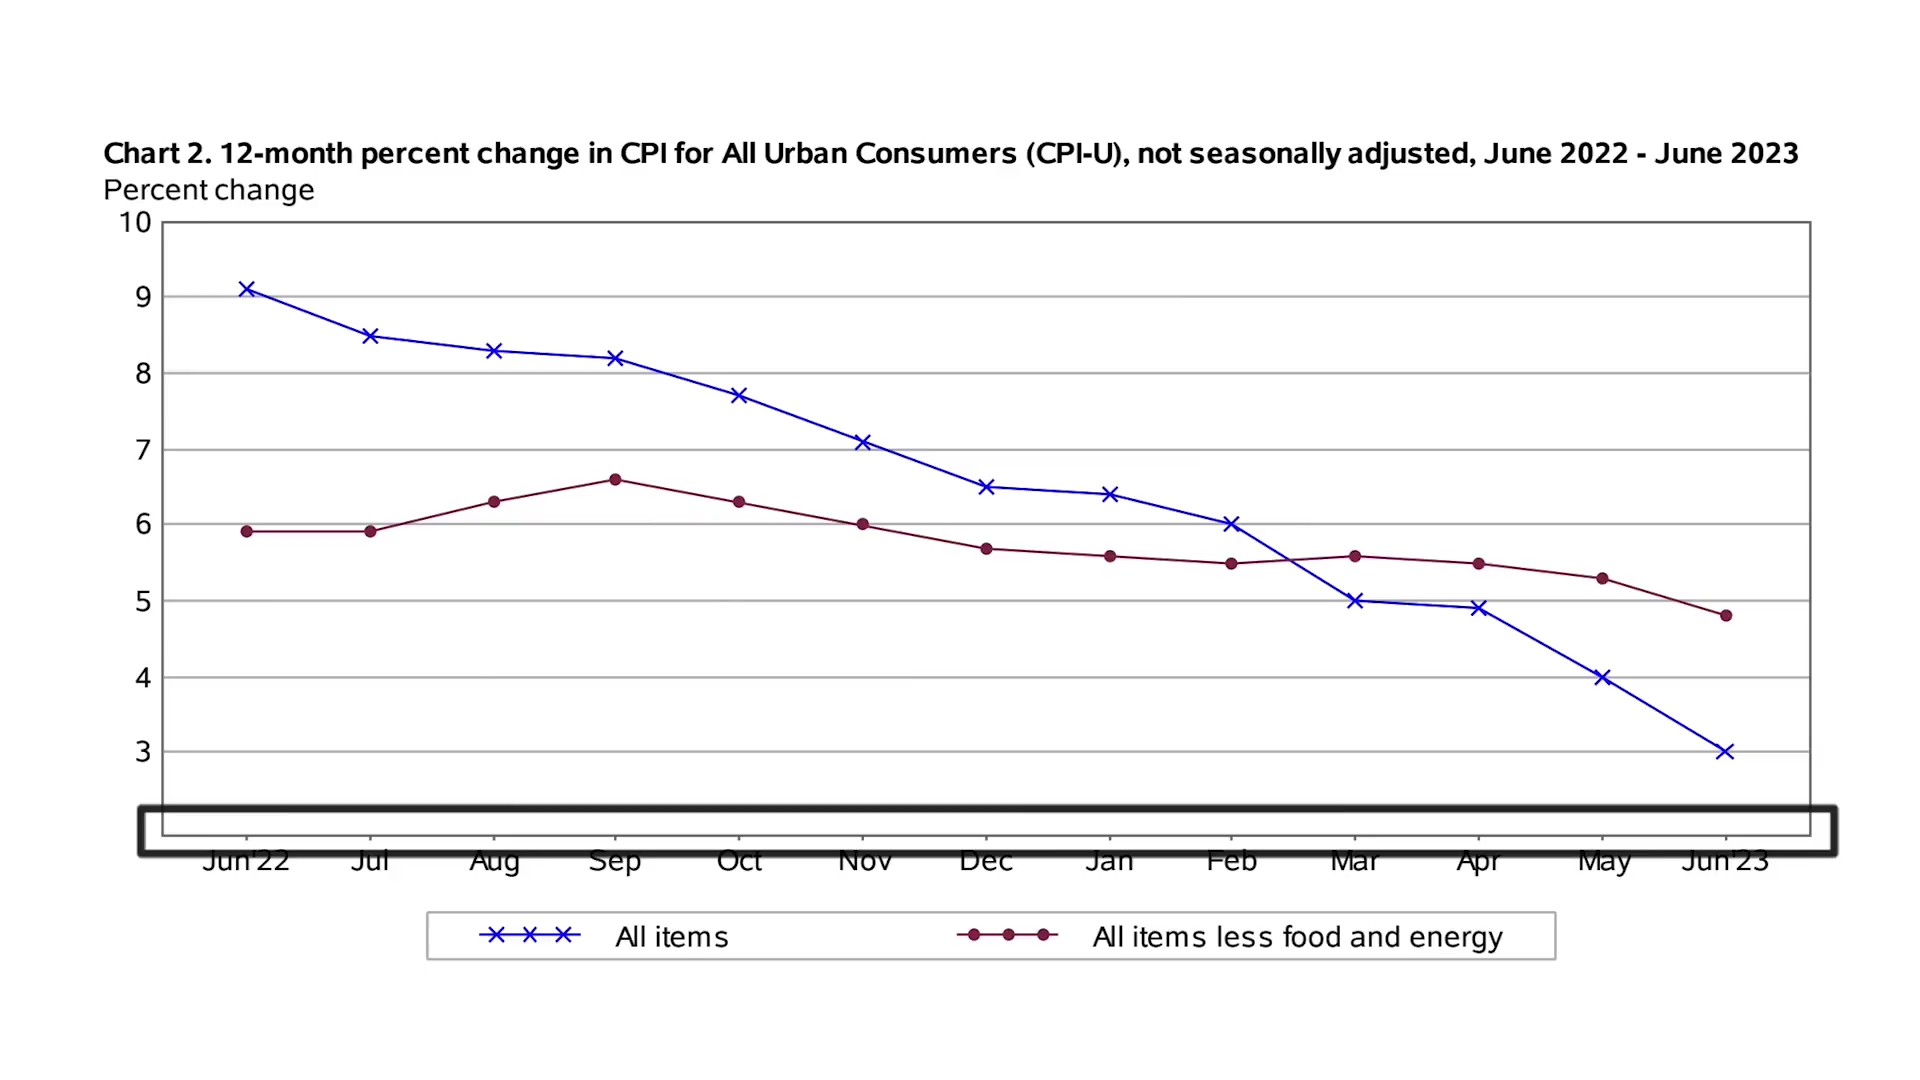 Chart 2. 12-month percent change in CPI for All Urban Consumers (CPI-U), not seasonally adjusted, June 2022 - June 2023
Percent change
10
9
8
7
6
5
4
3
Jun'22 Jul Aug Sep Oct Nov Dec Jan Feb Mar Apr May Jun'23
All items All items less food and energy